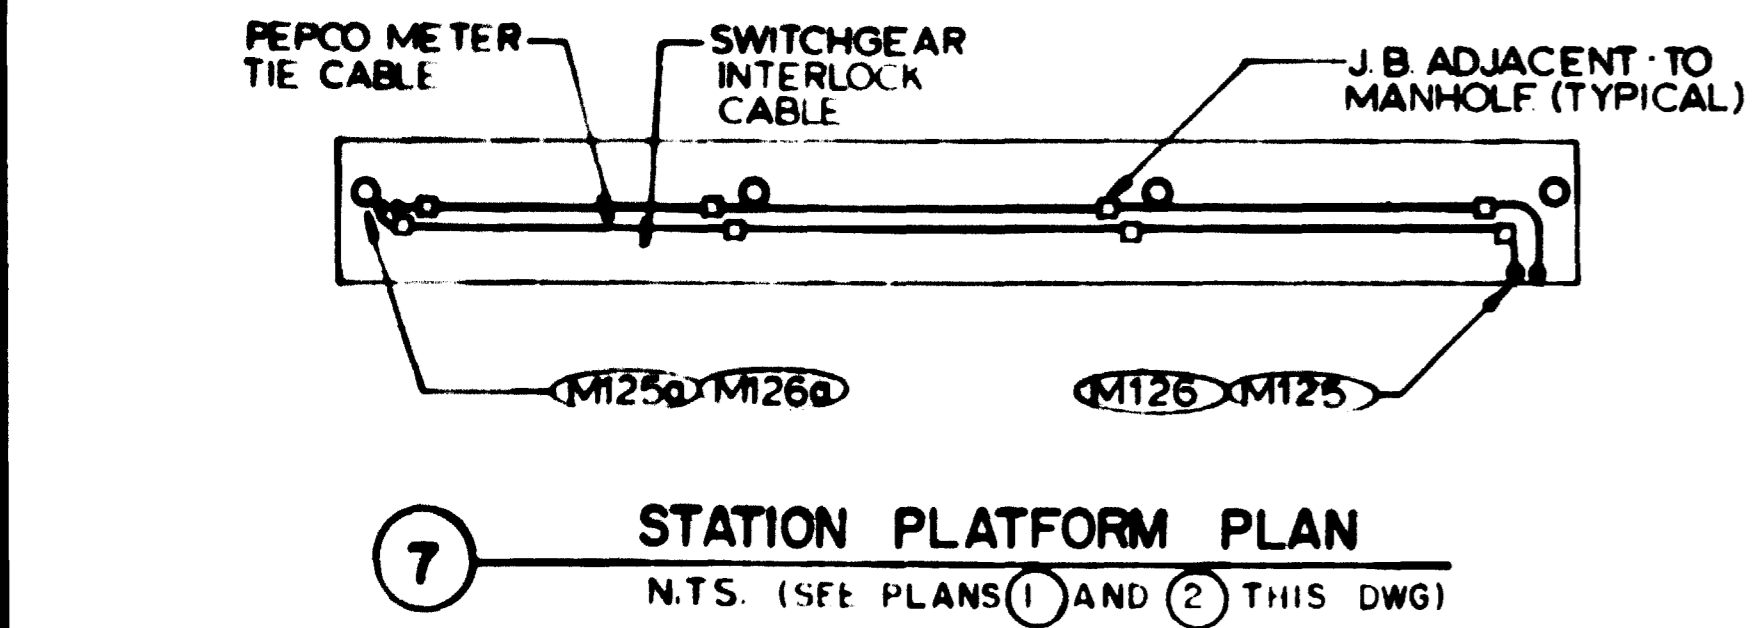 PEPCO METER
TIE CABLE
SWITCHGEAR
INTERLOCK
CABLE
J.B. ADJACENT TO
MANHOLE (TYPICAL)
M125a M126a
M126 M125
7
STATION PLATFORM PLAN
N.T.S. (SEE PLANS 1 AND 2 THIS DWG)